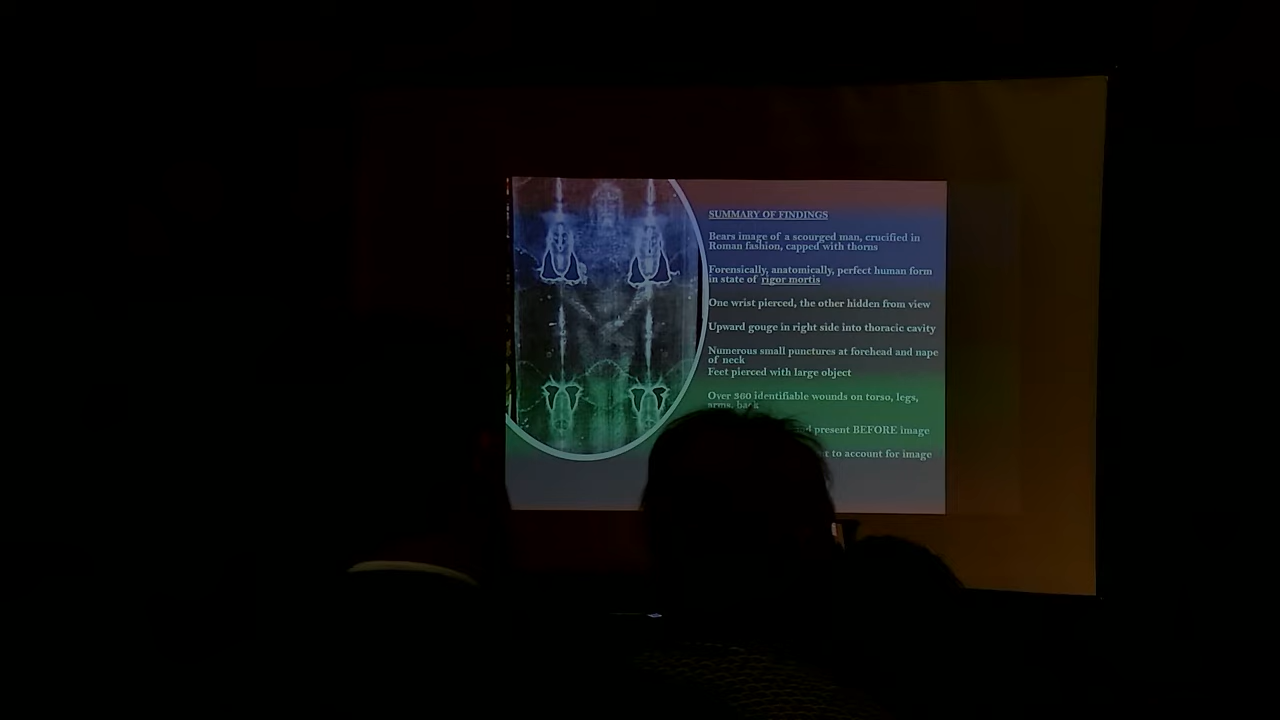 SUMMARY OF FINDINGS
Bears image of a scourged man, crucified in
Roman fashion, capped with thorns
Forensically, anatomically, perfect human form
in state of rigor mortis
One wrist pierced, the other hidden from view
Upward gouge in right side into thoracic cavity
Numerous small punctures at forehead and nape
of neck
Feet pierced with large object
Over 360 identifiable wounds on torso, legs,
arms, back
present BEFORE image
to account for image